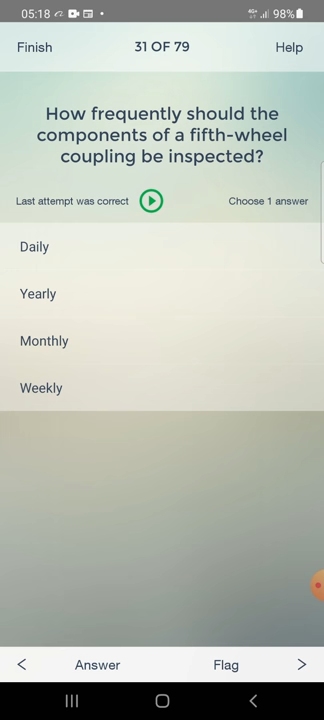 05:18
4G+ 98%
Finish 31 OF 79 Help
How frequently should the
components of a fifth-wheel
coupling be inspected?
Last attempt was correct Choose 1 answer
Daily
Yearly
Monthly
Weekly
< Answer Flag >